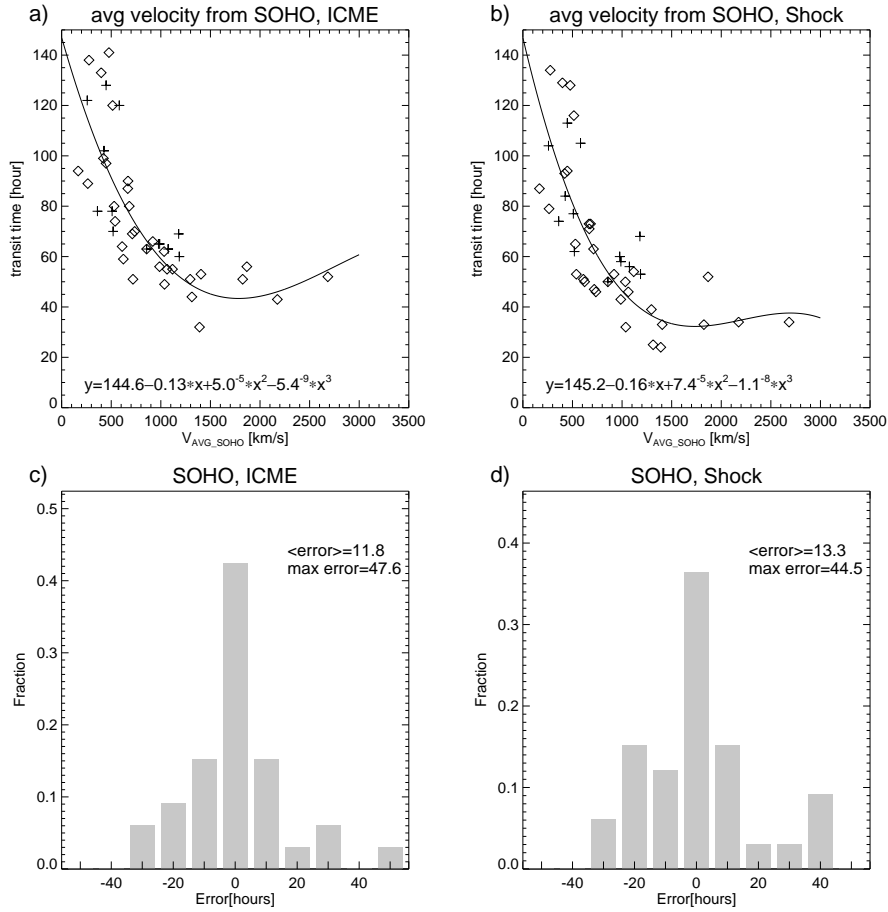 a) avg velocity from SOHO, ICME
140
120
100
80
60
40
20
0
transit time [hour]
y=144.6−0.13*x+5.0⁻⁵*x²−5.4⁻⁹*x³
0 500 1000 1500 2000 2500 3000 3500
V_AVG_SOHO [km/s]
b) avg velocity from SOHO, Shock
140
120
100
80
60
40
20
0
transit time [hour]
y=145.2−0.16*x+7.4⁻⁵*x²−1.1⁻⁸*x³
0 500 1000 1500 2000 2500 3000 3500
V_AVG_SOHO [km/s]
c) SOHO, ICME
<error>=11.8
max error=47.6
0.5
0.4
0.3
0.2
0.1
0.0
Fraction
-40 -20 0 20 40
Error[hours]
d) SOHO, Shock
<error>=13.3
max error=44.5
0.4
0.3
0.2
0.1
0.0
Fraction
-40 -20 0 20 40
Error[hours]